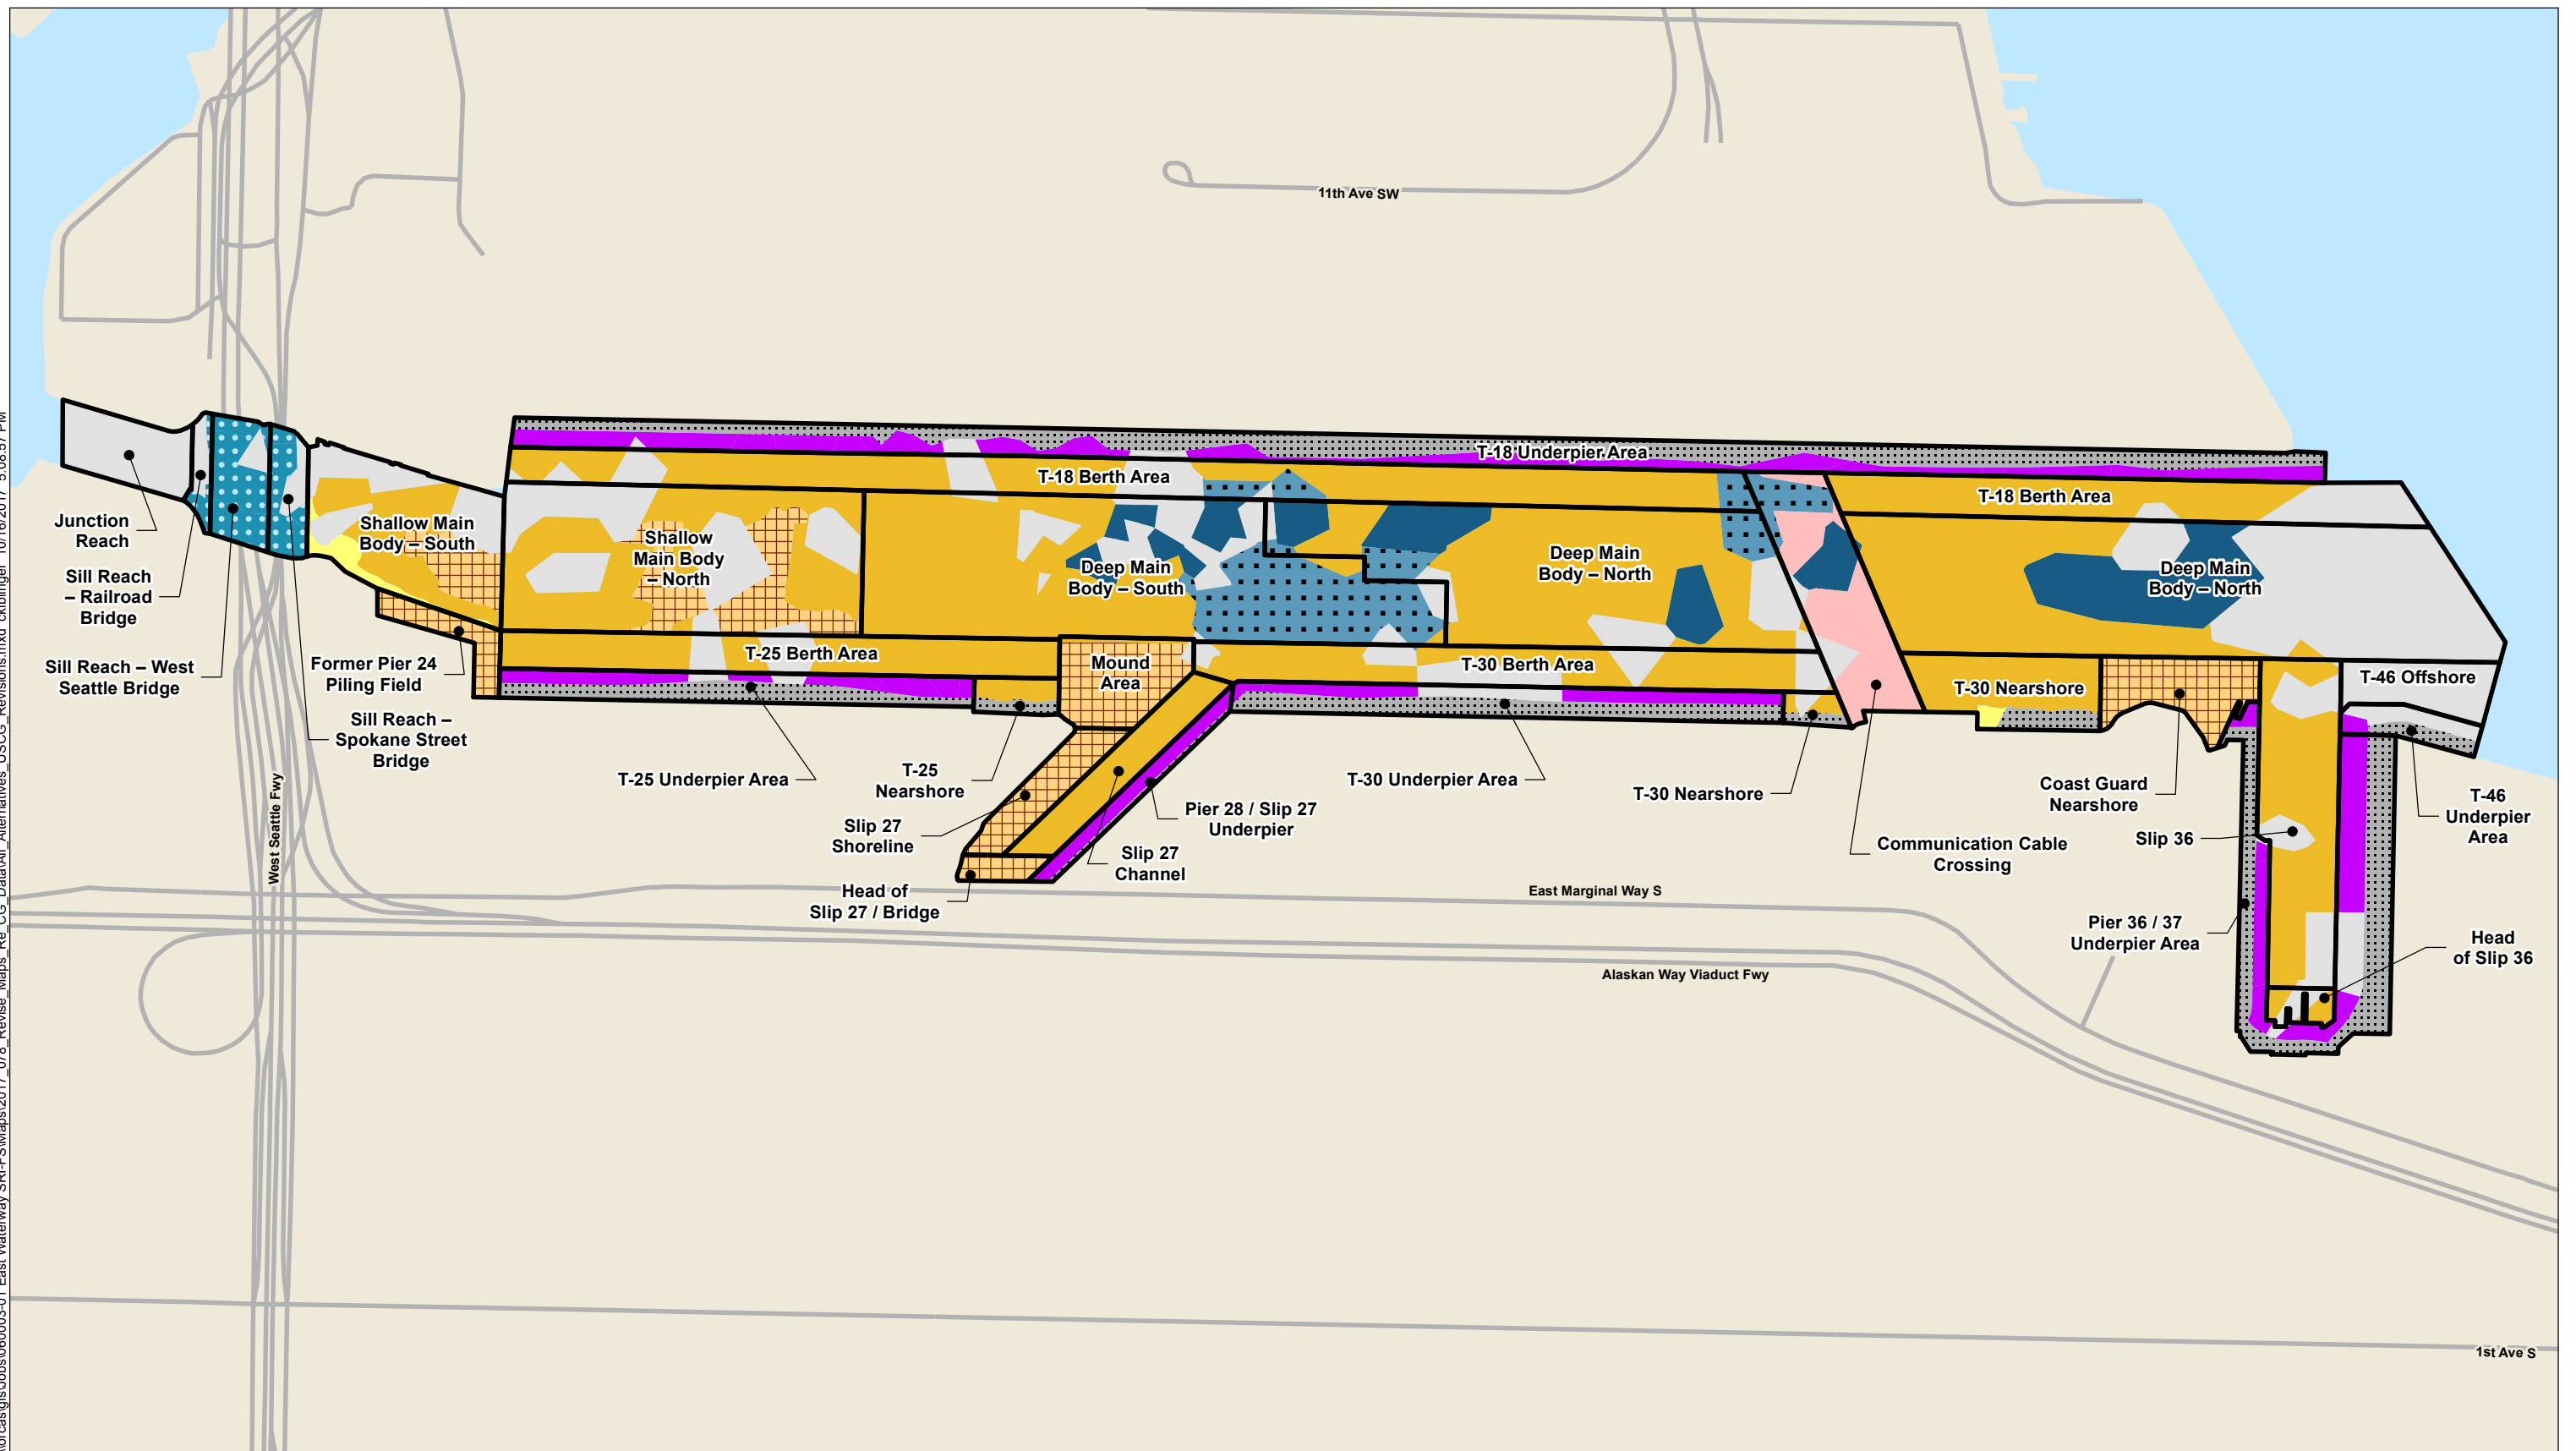 11th Ave SW
T-18 Underpier Area
T-18 Berth Area
T-18 Berth Area
Junction
Reach
Sill Reach
– Railroad
Bridge
Sill Reach – West
Seattle Bridge
Shallow Main
Body – South
Former Pier 24
Piling Field
Sill Reach –
Spokane Street
Bridge
Shallow
Main Body
– North
Deep Main
Body – South
Deep Main
Body – North
Deep Main
Body – North
T-25 Berth Area
Mound
Area
T-30 Berth Area
T-30 Nearshore
T-46 Offshore
T-25 Underpier Area
T-25
Nearshore
Slip 27
Shoreline
Head of
Slip 27 / Bridge
Slip 27
Channel
Pier 28 / Slip 27
Underpier
T-30 Underpier Area
T-30 Nearshore
Communication Cable
Crossing
Coast Guard
Nearshore
Slip 36
T-46
Underpier
Area
Pier 36 / 37
Underpier Area
Head
of Slip 36
West Seattle Fwy
East Marginal Way S
Alaskan Way Viaduct Fwy
1st Ave S